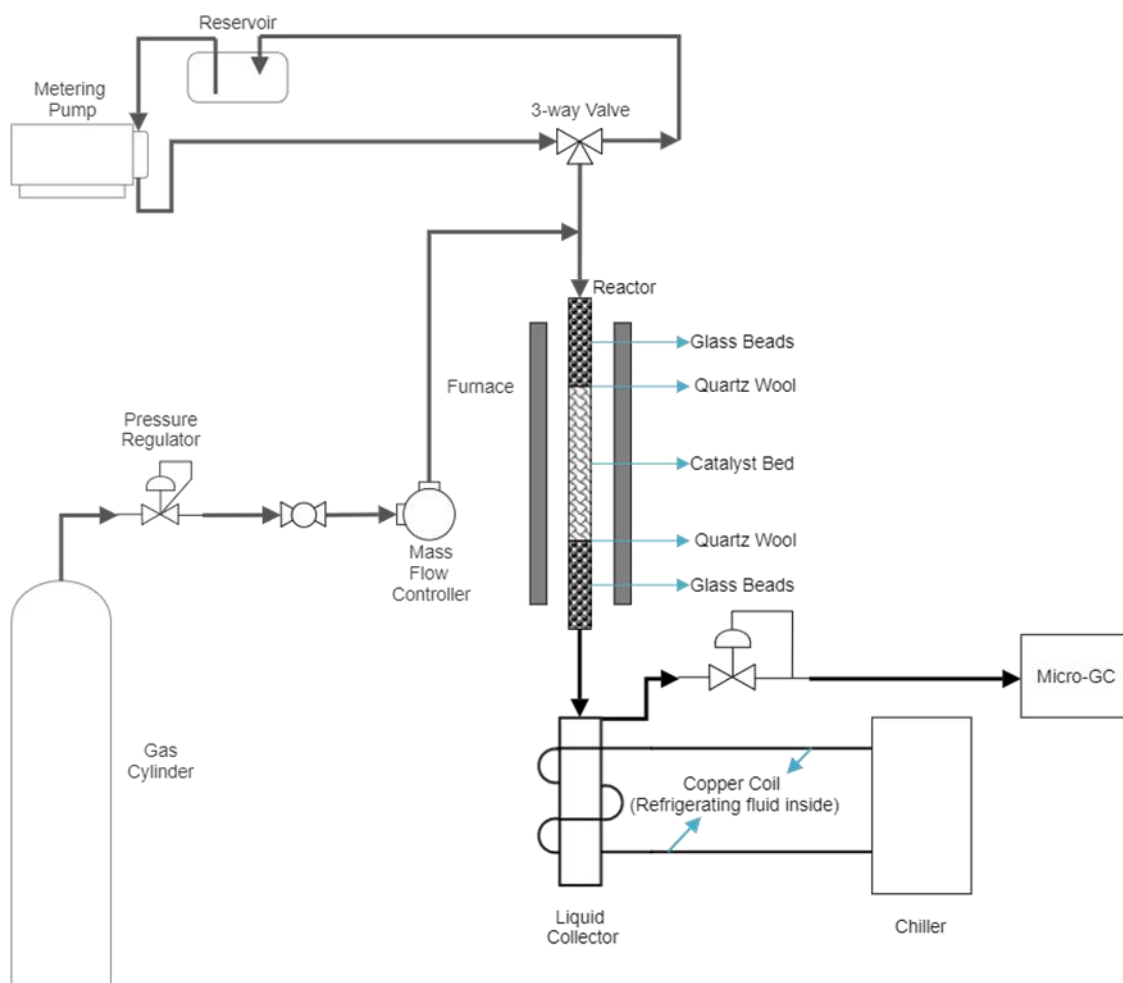 Reservoir
Metering
Pump
3-way Valve
Reactor
Glass Beads
Quartz Wool
Furnace
Catalyst Bed
Quartz Wool
Glass Beads
Pressure
Regulator
Mass
Flow
Controller
Micro-GC
Gas
Cylinder
Copper Coil
(Refrigerating fluid inside)
Liquid
Collector
Chiller